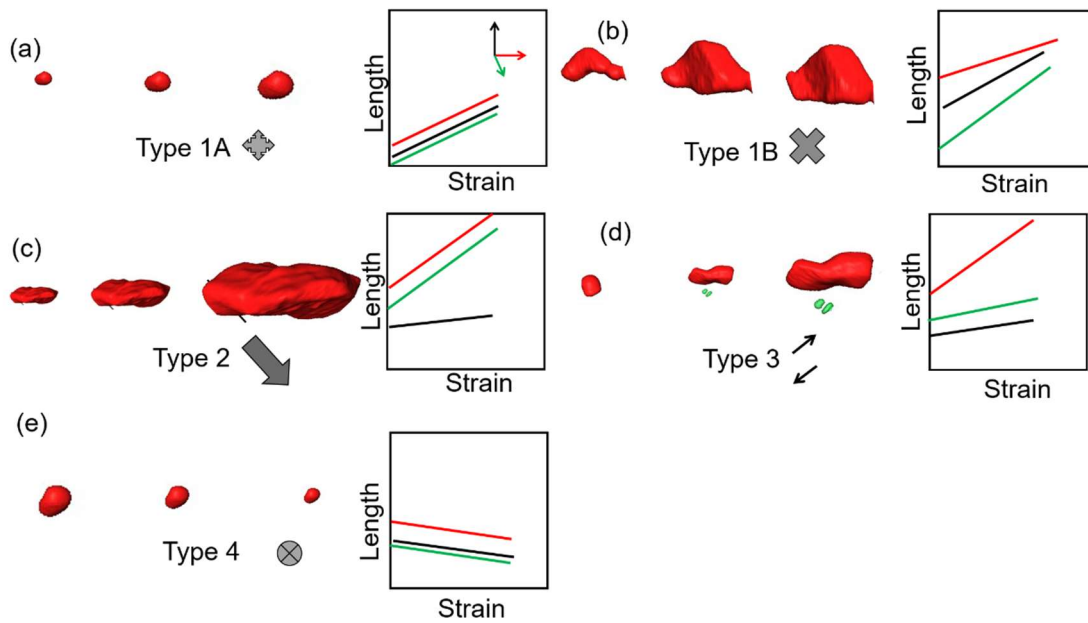 (a)
Type 1A
Length
Strain
(b)
Type 1B
Length
Strain
(c)
Type 2
Length
Strain
(d)
Type 3
Length
Strain
(e)
Type 4
Length
Strain